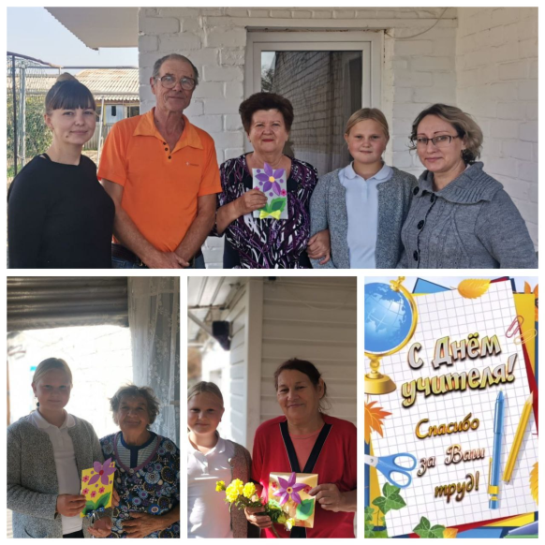 С Днём
учителя!
Спасибо
за Ваш
труд!